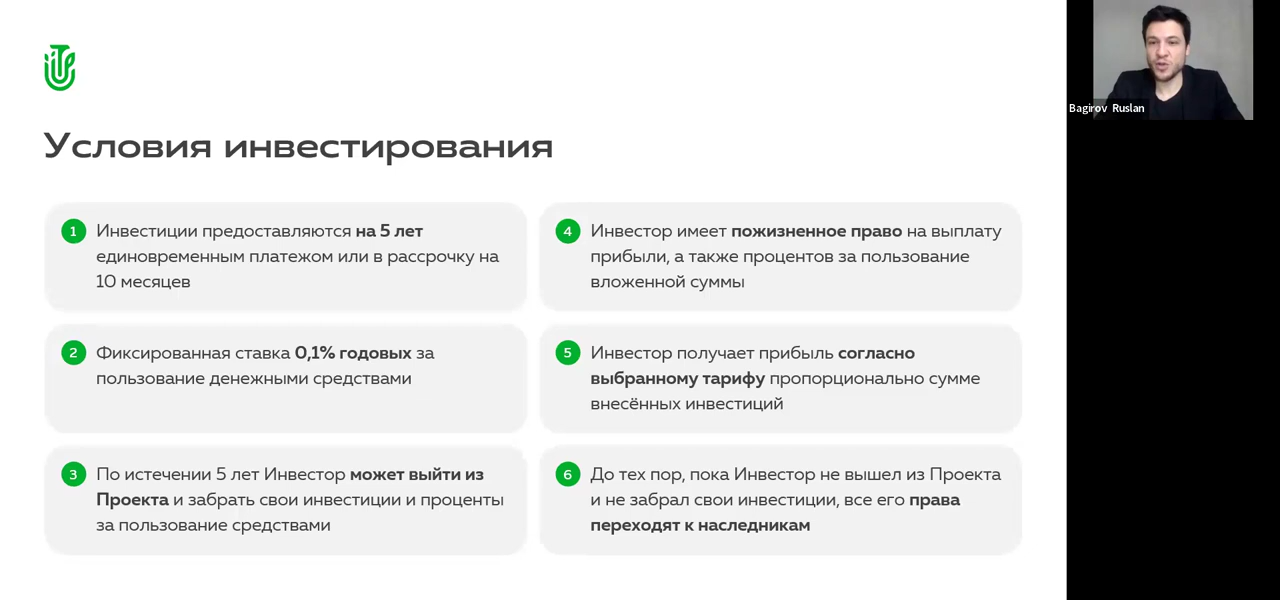 Условия инвестирования
1
Инвестиции предоставляются на 5 лет
единовременным платежом или в рассрочку на
10 месяцев
2
Фиксированная ставка 0,1% годовых за
пользование денежными средствами
3
По истечении 5 лет Инвестор может выйти из
Проекта и забрать свои инвестиции и проценты
за пользование средствами
4
Инвестор имеет пожизненное право на выплату
прибыли, а также процентов за пользование
вложенной суммы
5
Инвестор получает прибыль согласно
выбранному тарифу пропорционально сумме
внесённых инвестиций
6
До тех пор, пока Инвестор не вышел из Проекта
и не забрал свои инвестиции, все его права
переходят к наследникам
Bagirov Ruslan